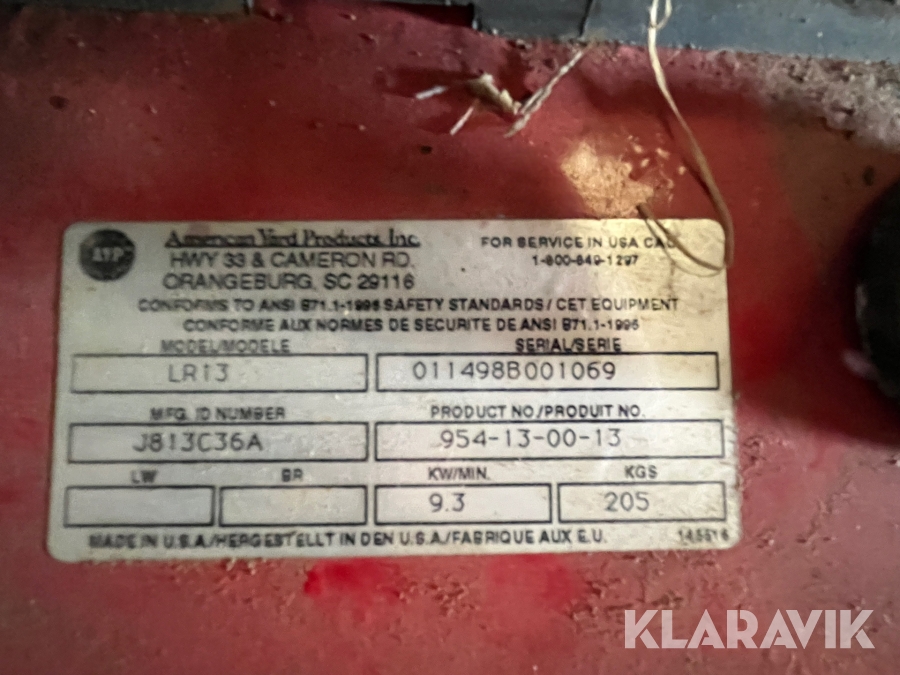 AYP
American Yard Products, Inc.
HWY 33 & CAMERON RD.
ORANGEBURG, SC 29116
FOR SERVICE IN USA CALL
1-800-849-1297
CONFORMS TO ANSI B71.1-1996 SAFETY STANDARDS / CET EQUIPMENT
CONFORME AUX NORMES DE SECURITE DE ANSI B71.1-1996
MODEL/MODELE SERIAL/SERIE
LR13 011498B001069
MFG. ID NUMBER PRODUCT NO./PRODUIT NO.
J813C36A 954-13-00-13
LW BR KW/MIN. KGS
9.3 205
MADE IN U.S.A./HERGESTELLT IN DEN U.S.A./FABRIQUE AUX E.U.
KLARAVIK